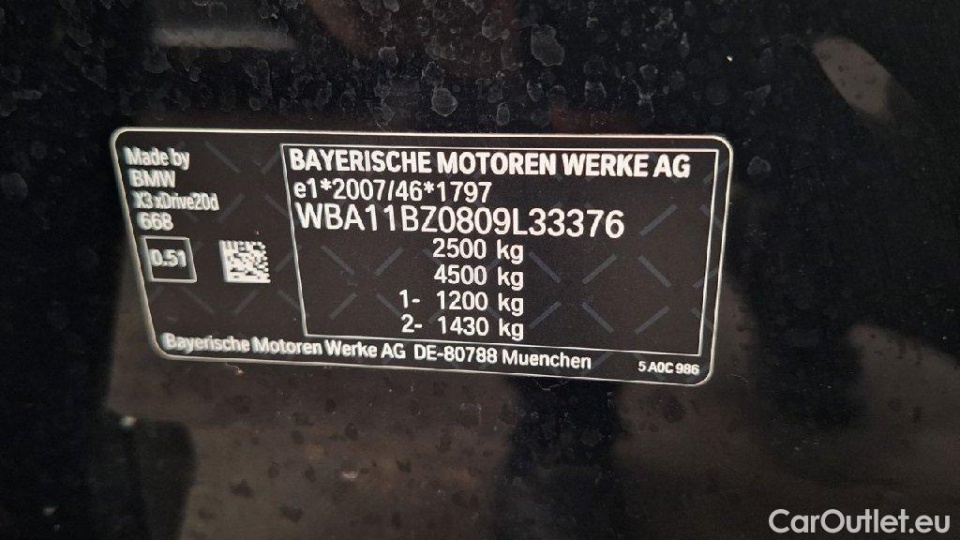 Made by
BMW
X3 xDrive20d
668
0.51
BAYERISCHE MOTOREN WERKE AG
e1*2007/46*1797
WBA11BZ0809L33376
2500 kg
4500 kg
1- 1200 kg
2- 1430 kg
Bayerische Motoren Werke AG DE-80788 Muenchen
5 A0C 986
CarOutlet.eu